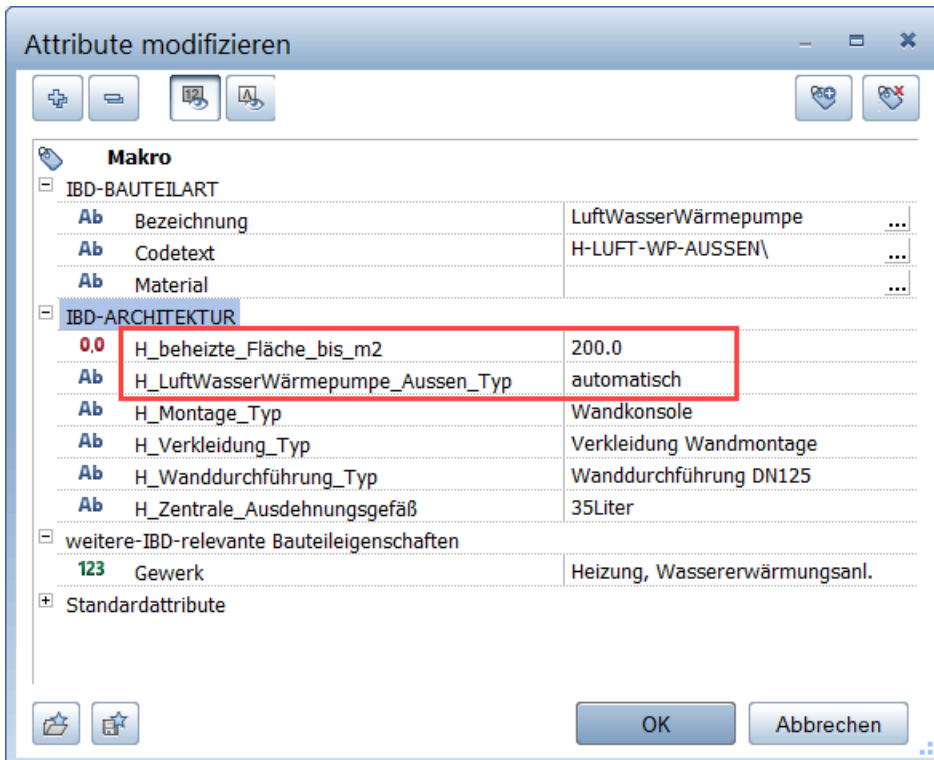 Attribute modifizieren
Makro
IBD-BAUTEILART
Ab Bezeichnung LuftWasserWärmepumpe ...
Ab Codetext H-LUFT-WP-AUSSEN\ ...
Ab Material ...
IBD-ARCHITEKTUR
0,0 H_beheizte_Fläche_bis_m2 200.0
Ab H_LuftWasserWärmepumpe_Aussen_Typ automatisch
Ab H_Montage_Typ Wandkonsole
Ab H_Verkleidung_Typ Verkleidung Wandmontage
Ab H_Wanddurchführung_Typ Wanddurchführung DN125
Ab H_Zentrale_Ausdehnungsgefäß 35Liter
weitere-IBD-relevante Bauteileigenschaften
123 Gewerk Heizung, Wassererwärmungsanl.
Standardattribute
OK Abbrechen